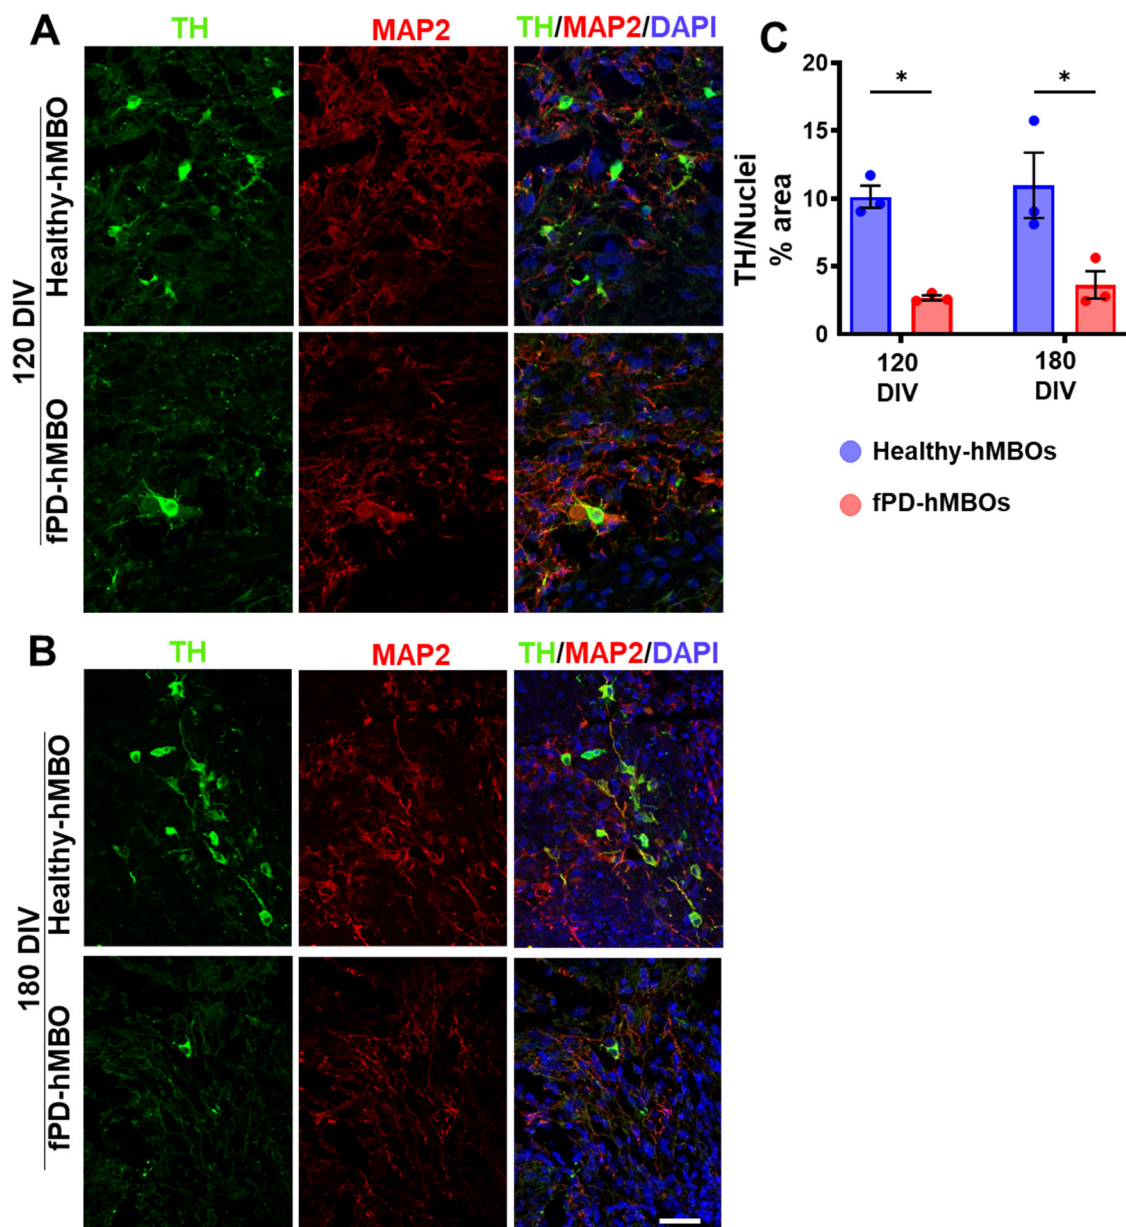 A
TH
MAP2
TH/MAP2/DAPI
120 DIV
Healthy-hMBO
fPD-hMBO
B
TH
MAP2
TH/MAP2/DAPI
180 DIV
Healthy-hMBO
fPD-hMBO
C
TH/Nuclei
% area
20
15
10
5
0
*
*
120
DIV
180
DIV
Healthy-hMBOs
fPD-hMBOs